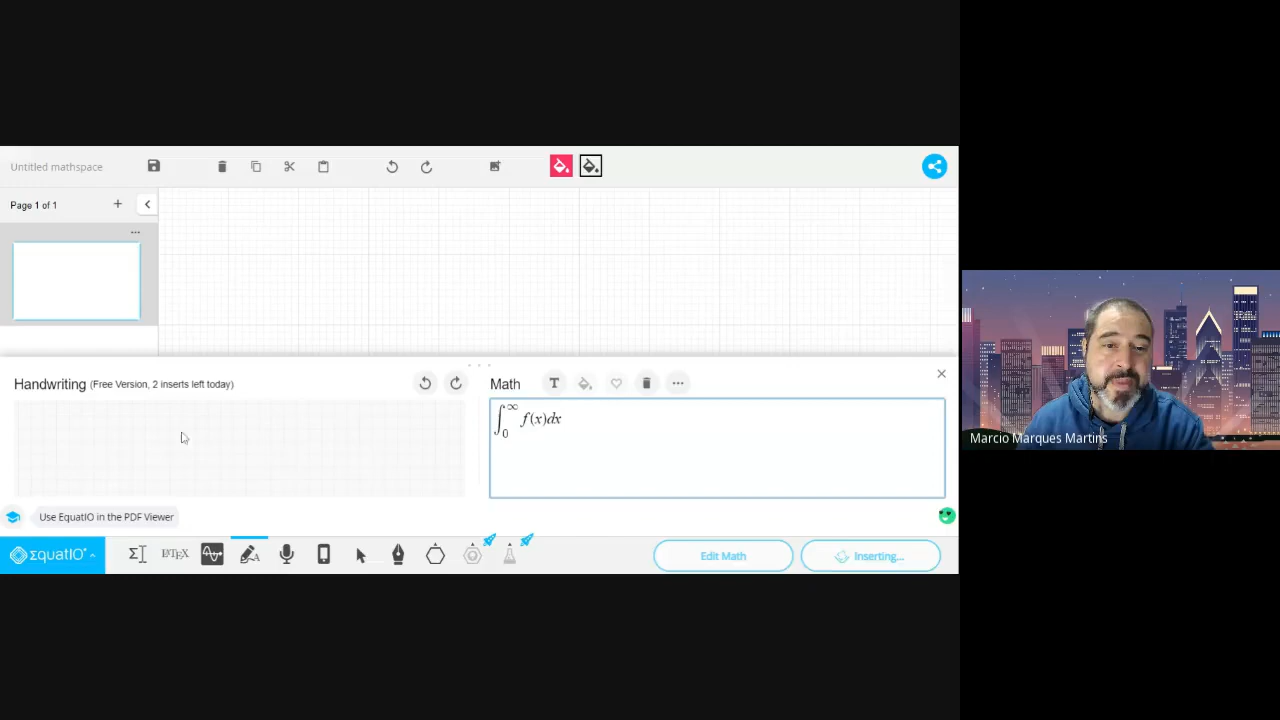 Untitled mathspace
Page 1 of 1
Handwriting (Free Version, 2 inserts left today)
Math
T
∫₀^∞ f(x)dx
Use EquatIO in the PDF Viewer
EquatIO
Σ
LATEX
A
Edit Math
Inserting...
Marcio Marques Martins